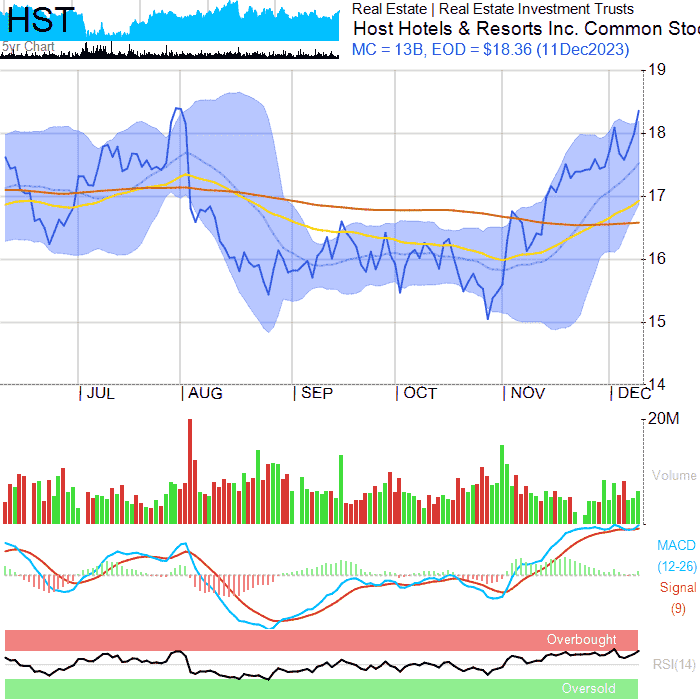 HST
5yr Chart
Real Estate | Real Estate Investment Trusts
Host Hotels & Resorts Inc. Common Stoc
MC = 13B, EOD = $18.36 (11Dec2023)
19
18
17
16
15
14
| JUL | AUG | SEP | OCT | NOV | DEC
20M
Volume
MACD
(12-26)
Signal
(9)
Overbought
RSI(14)
Oversold